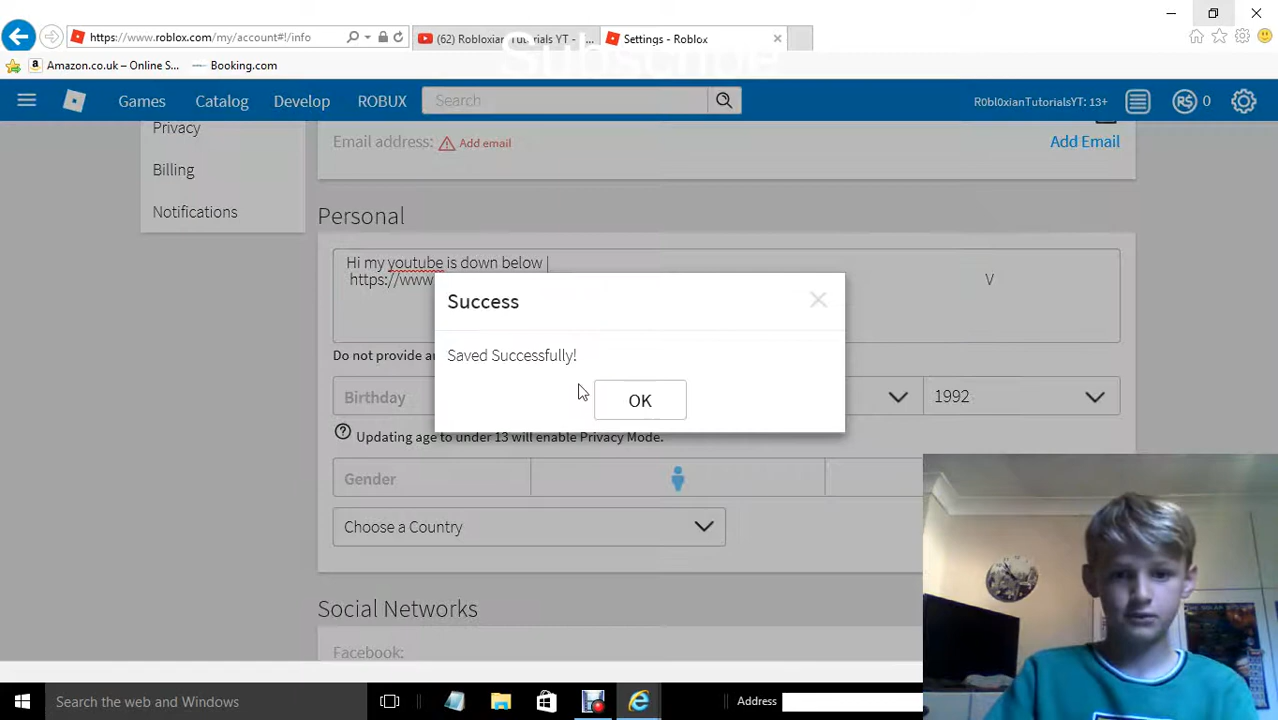 https://www.roblox.com/my/account#!/info
(62) Robloxian Tutorials YT - ...
Settings - Roblox
Subscribe
Amazon.co.uk – Online S...
Booking.com
Games
Catalog
Develop
ROBUX
Search
R0bl0xianTutorialsYT: 13+
R$ 0
Privacy
Email address:
Add email
Add Email
Billing
Notifications
Personal
Hi my youtube is down below
https://www
V
Success
Saved Successfully!
OK
Do not provide
Birthday
1992
Updating age to under 13 will enable Privacy Mode.
Gender
Choose a Country
Social Networks
Facebook:
Search the web and Windows
Address